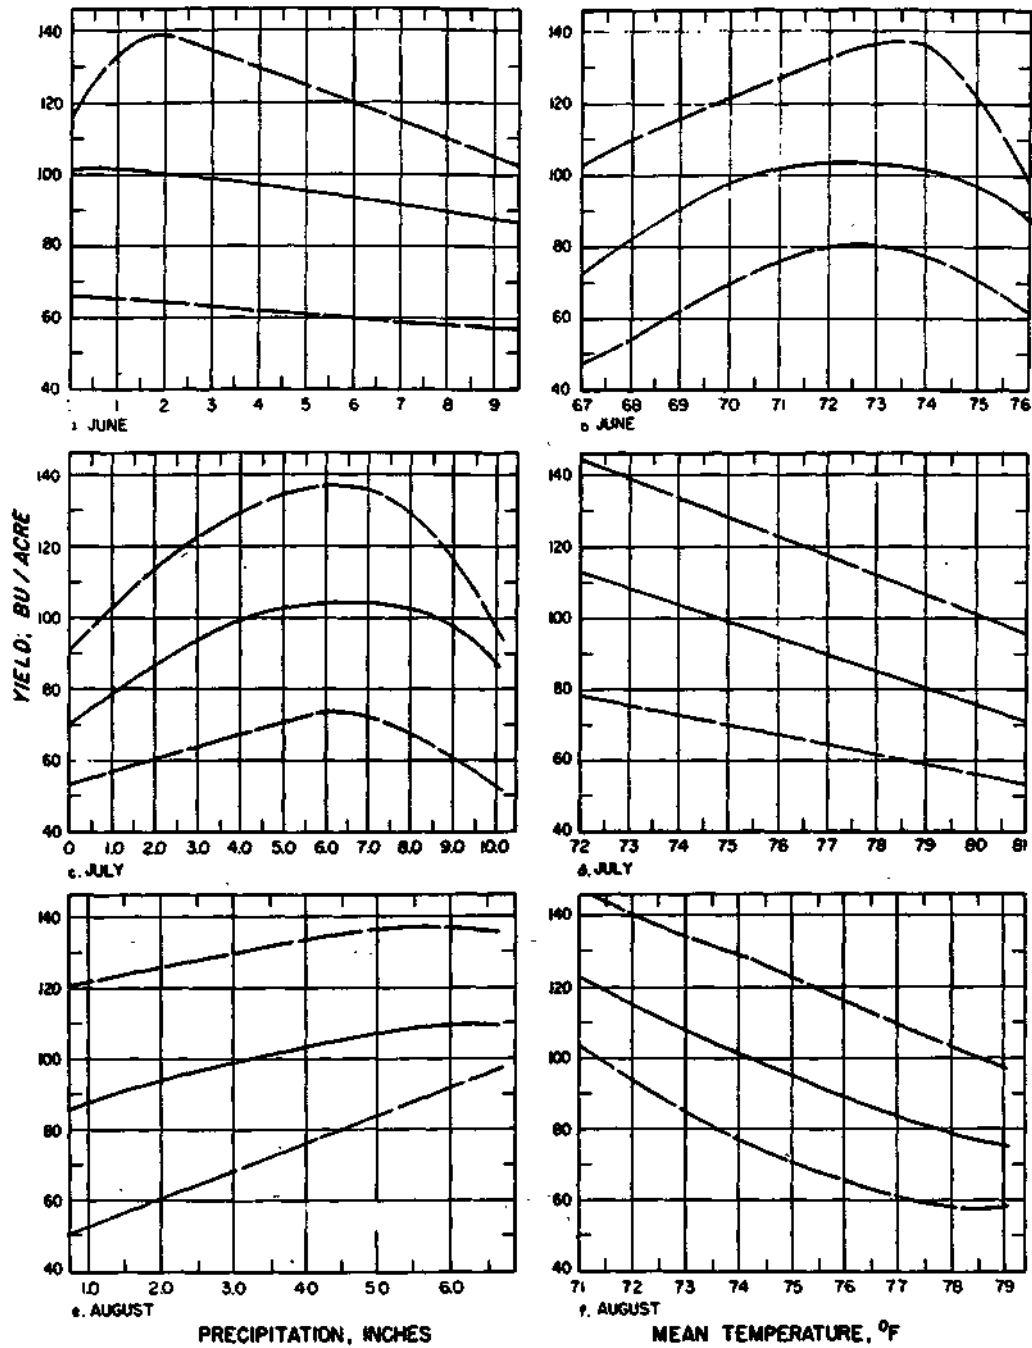 140
120
100
80
60
40
1 2 3 4 5 6 7 8 9
JUNE
140
120
100
80
60
40
67 68 69 70 71 72 73 74 75 76
b JUNE
YIELD; BU / ACRE
140
120
100
80
60
40
.0 1.0 2.0 3.0 4.0 5.0 6.0 7.0 8.0 9.0 10.0
c. JULY
140
120
100
80
60
40
72 73 74 75 76 77 78 79 80 81
d. JULY
140
120
100
80
60
40
1.0 2.0 3.0 4.0 5.0 6.0
e. AUGUST
140
120
100
80
60
40
71 72 73 74 75 76 77 78 79
f. AUGUST
PRECIPITATION, INCHES
MEAN TEMPERATURE, °F